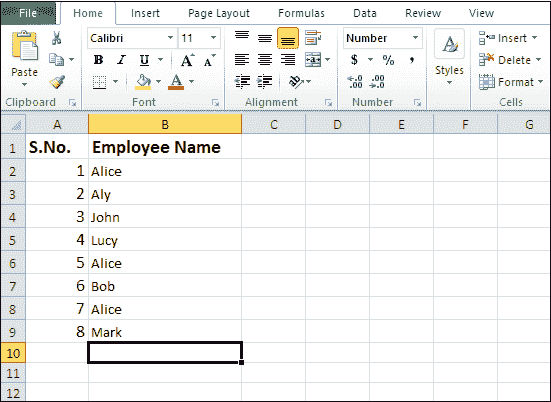 File Home Insert Page Layout Formulas Data Review View
Calibri 11 Number Insert
Paste B I U A A $ % , Styles Delete
A .00 .0 Format
Clipboard Font Alignment Number Cells
A B C D E F G
1 S.No. Employee Name
2 1 Alice
3 2 Aly
4 3 John
5 4 Lucy
6 5 Alice
7 6 Bob
8 7 Alice
9 8 Mark
10
11
12